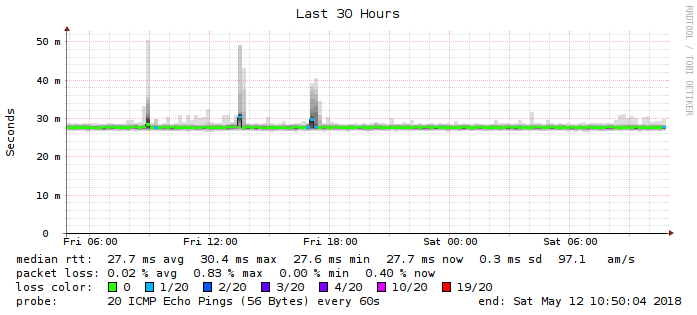 Last 30 Hours
RRDTOOL / TOBI OETIKER
Seconds
50 m
40 m
30 m
20 m
10 m
0
Fri 06:00 Fri 12:00 Fri 18:00 Sat 00:00 Sat 06:00
median rtt: 27.7 ms avg 30.4 ms max 27.6 ms min 27.7 ms now 0.3 ms sd 97.1 am/s
packet loss: 0.02 % avg 0.83 % max 0.00 % min 0.40 % now
loss color: 0 1/20 2/20 3/20 4/20 10/20 19/20
probe: 20 ICMP Echo Pings (56 Bytes) every 60s end: Sat May 12 10:50:04 2018